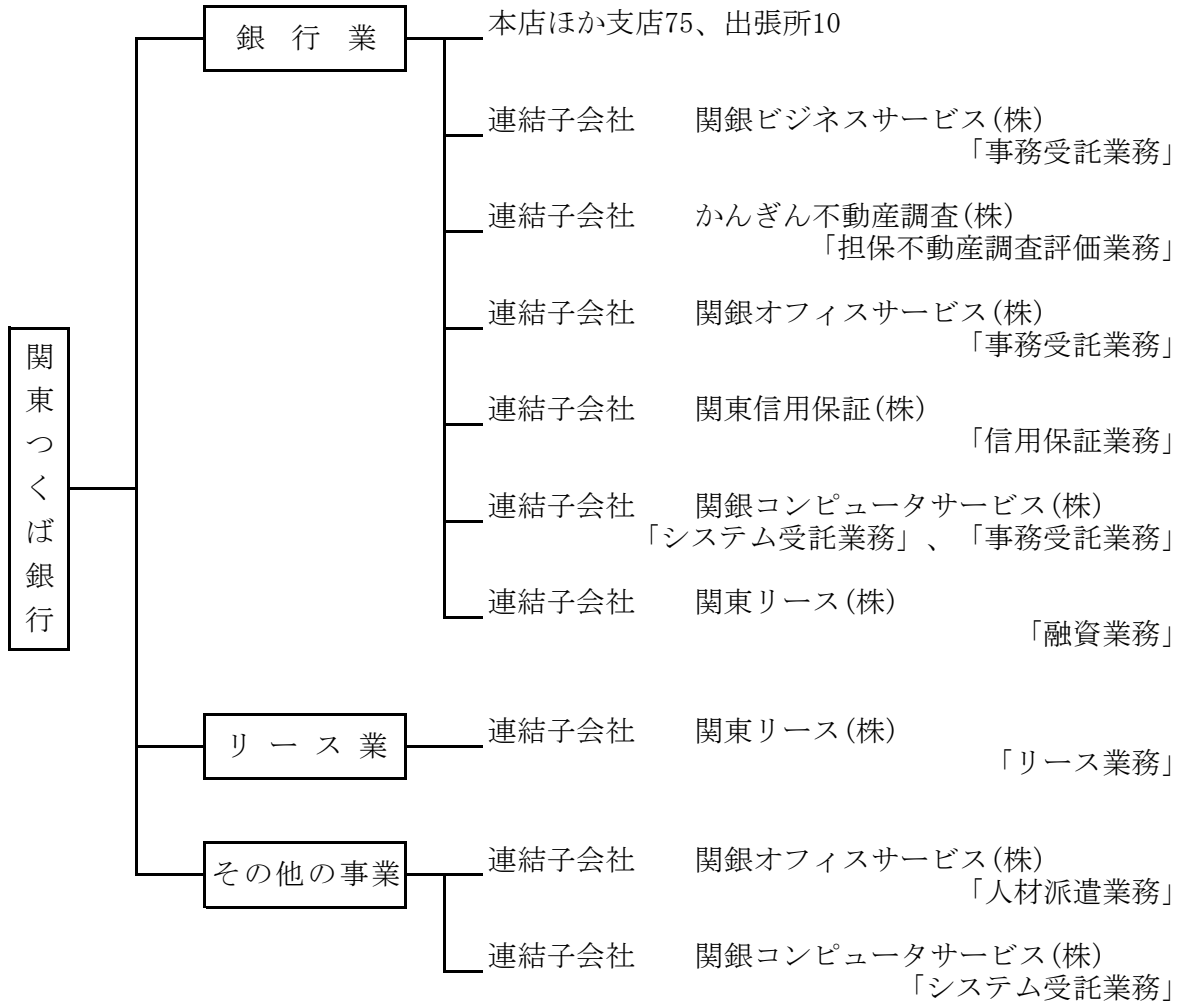 関東つくば銀行
銀行業
本店ほか支店75、出張所10
連結子会社 関銀ビジネスサービス(株)
「事務受託業務」
連結子会社 かんぎん不動産調査(株)
「担保不動産調査評価業務」
連結子会社 関銀オフィスサービス(株)
「事務受託業務」
連結子会社 関東信用保証(株)
「信用保証業務」
連結子会社 関銀コンピュータサービス(株)
「システム受託業務」、「事務受託業務」
連結子会社 関東リース(株)
「融資業務」
リース業
連結子会社 関東リース(株)
「リース業務」
その他の事業
連結子会社 関銀オフィスサービス(株)
「人材派遣業務」
連結子会社 関銀コンピュータサービス(株)
「システム受託業務」